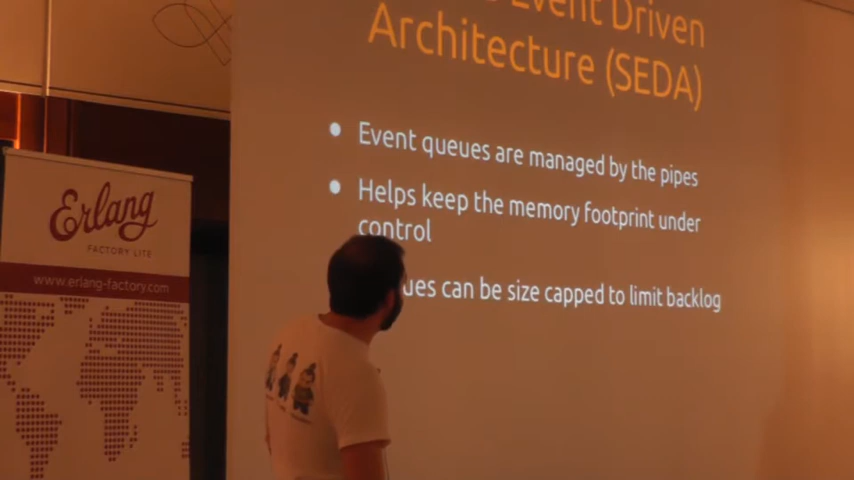 Erlang
FACTORY LITE
www.erlang-factory.com
Event Driven
Architecture (SEDA)
Event queues are managed by the pipes
Helps keep the memory footprint under
control
can be size capped to limit backlog